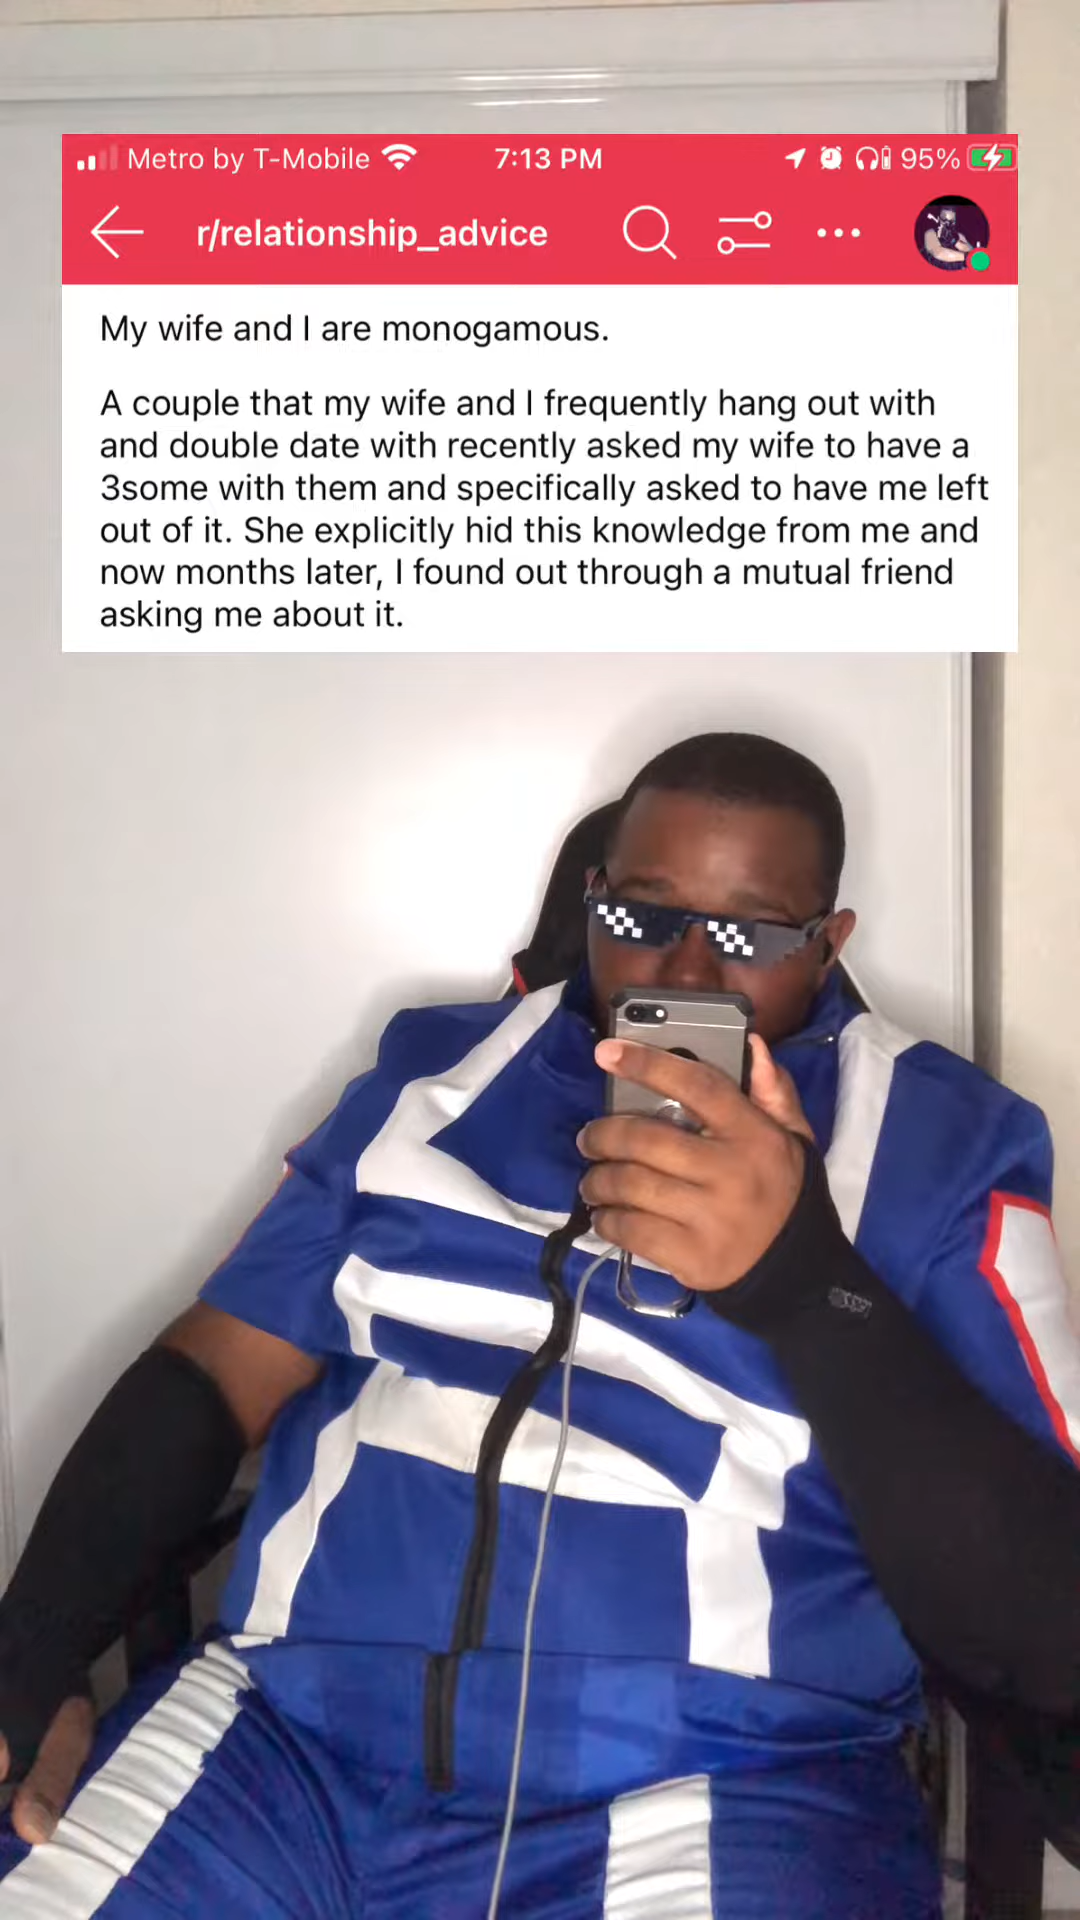 Metro by T-Mobile 7:13 PM 95%
r/relationship_advice
My wife and I are monogamous.
A couple that my wife and I frequently hang out with
and double date with recently asked my wife to have a
3some with them and specifically asked to have me left
out of it. She explicitly hid this knowledge from me and
now months later, I found out through a mutual friend
asking me about it.